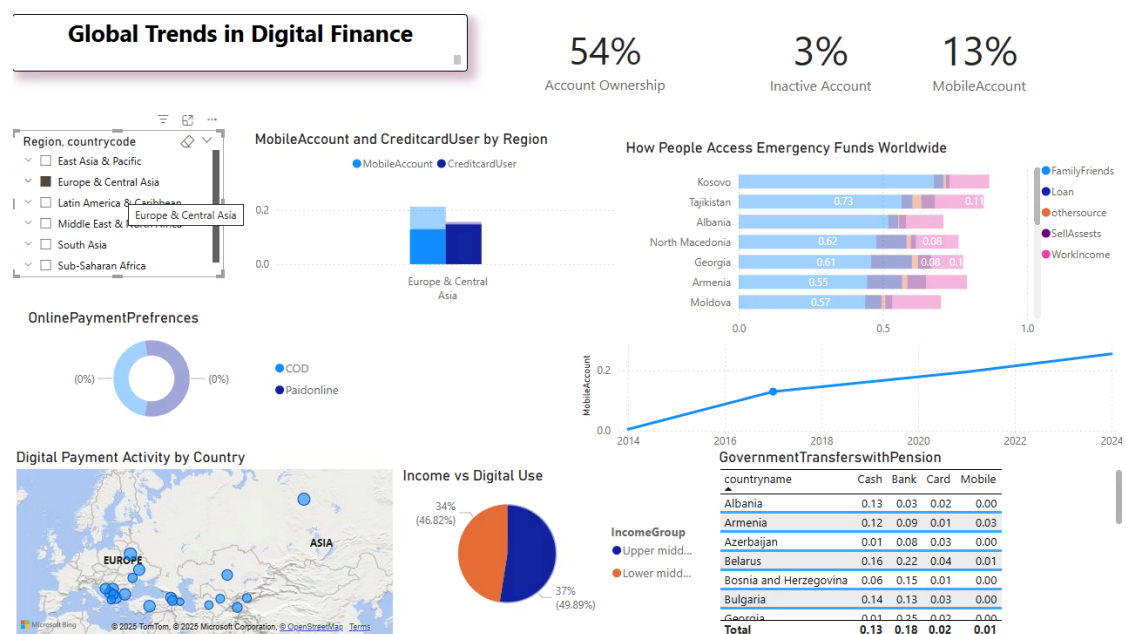 Global Trends in Digital Finance
54%
Account Ownership
3%
Inactive Account
13%
MobileAccount
Region, countrycode
East Asia & Pacific
Europe & Central Asia
Latin America & Caribbean
Europe & Central Asia
Middle East & North Africa
South Asia
Sub-Saharan Africa
MobileAccount and CreditcardUser by Region
MobileAccount CreditcardUser
0.2
0.0
Europe & Central
Asia
How People Access Emergency Funds Worldwide
Kosovo
Tajikistan 0.73 0.11
Albania
North Macedonia 0.62 0.08
Georgia 0.61 0.08 0.1
Armenia 0.55
Moldova 0.57
0.0 0.5 1.0
FamilyFriends
Loan
othersource
SellAssests
WorkIncome
OnlinePaymentPrefrences
(0%) (0%)
COD
Paidonline
MobileAccount
0.2
0.0
2014 2016 2018 2020 2022 2024
Digital Payment Activity by Country
EUROPE
ASIA
Microsoft Bing
© 2025 TomTom, © 2025 Microsoft Corporation, © OpenStreetMap Terms
Income vs Digital Use
34%
(46.82%)
37%
(49.89%)
IncomeGroup
Upper midd...
Lower midd...
GovernmentTransferswithPension
countryname Cash Bank Card Mobile
Albania 0.13 0.03 0.02 0.00
Armenia 0.12 0.09 0.01 0.03
Azerbaijan 0.01 0.08 0.03 0.00
Belarus 0.16 0.22 0.04 0.01
Bosnia and Herzegovina 0.06 0.15 0.01 0.00
Bulgaria 0.14 0.13 0.03 0.00
Georgia 0.01 0.25 0.02 0.00
Total 0.13 0.18 0.02 0.01